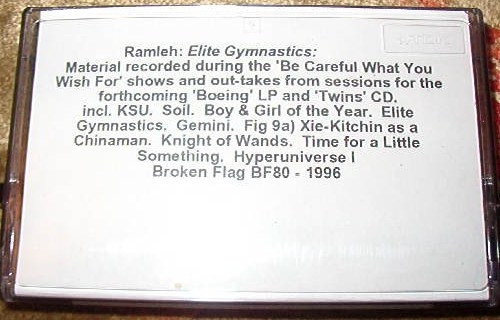 Ramleh: Elite Gymnastics:
Material recorded during the 'Be Careful What You
Wish For' shows and out-takes from sessions for the
forthcoming 'Boeing' LP and 'Twins' CD.
incl. KSU. Soil. Boy & Girl of the Year. Elite
Gymnastics. Gemini. Fig 9a) Xie-Kitchin as a
Chinaman. Knight of Wands. Time for a Little
Something. Hyperuniverse I
Broken Flag BF80 - 1996